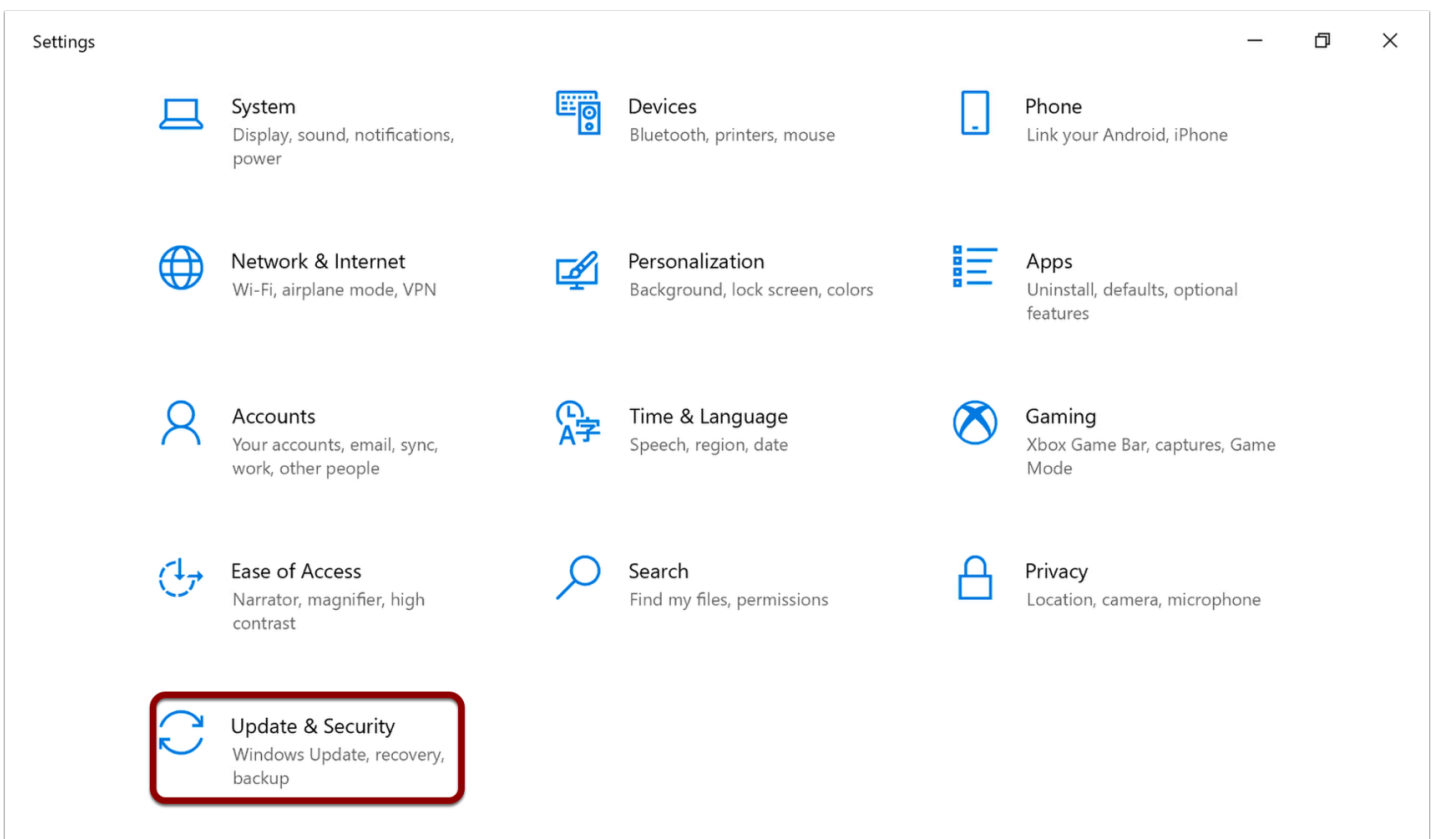 Settings
System
Display, sound, notifications,
power
Devices
Bluetooth, printers, mouse
Phone
Link your Android, iPhone
Network & Internet
Wi-Fi, airplane mode, VPN
Personalization
Background, lock screen, colors
Apps
Uninstall, defaults, optional
features
Accounts
Your accounts, email, sync,
work, other people
Time & Language
Speech, region, date
Gaming
Xbox Game Bar, captures, Game
Mode
Ease of Access
Narrator, magnifier, high
contrast
Search
Find my files, permissions
Privacy
Location, camera, microphone
Update & Security
Windows Update, recovery,
backup